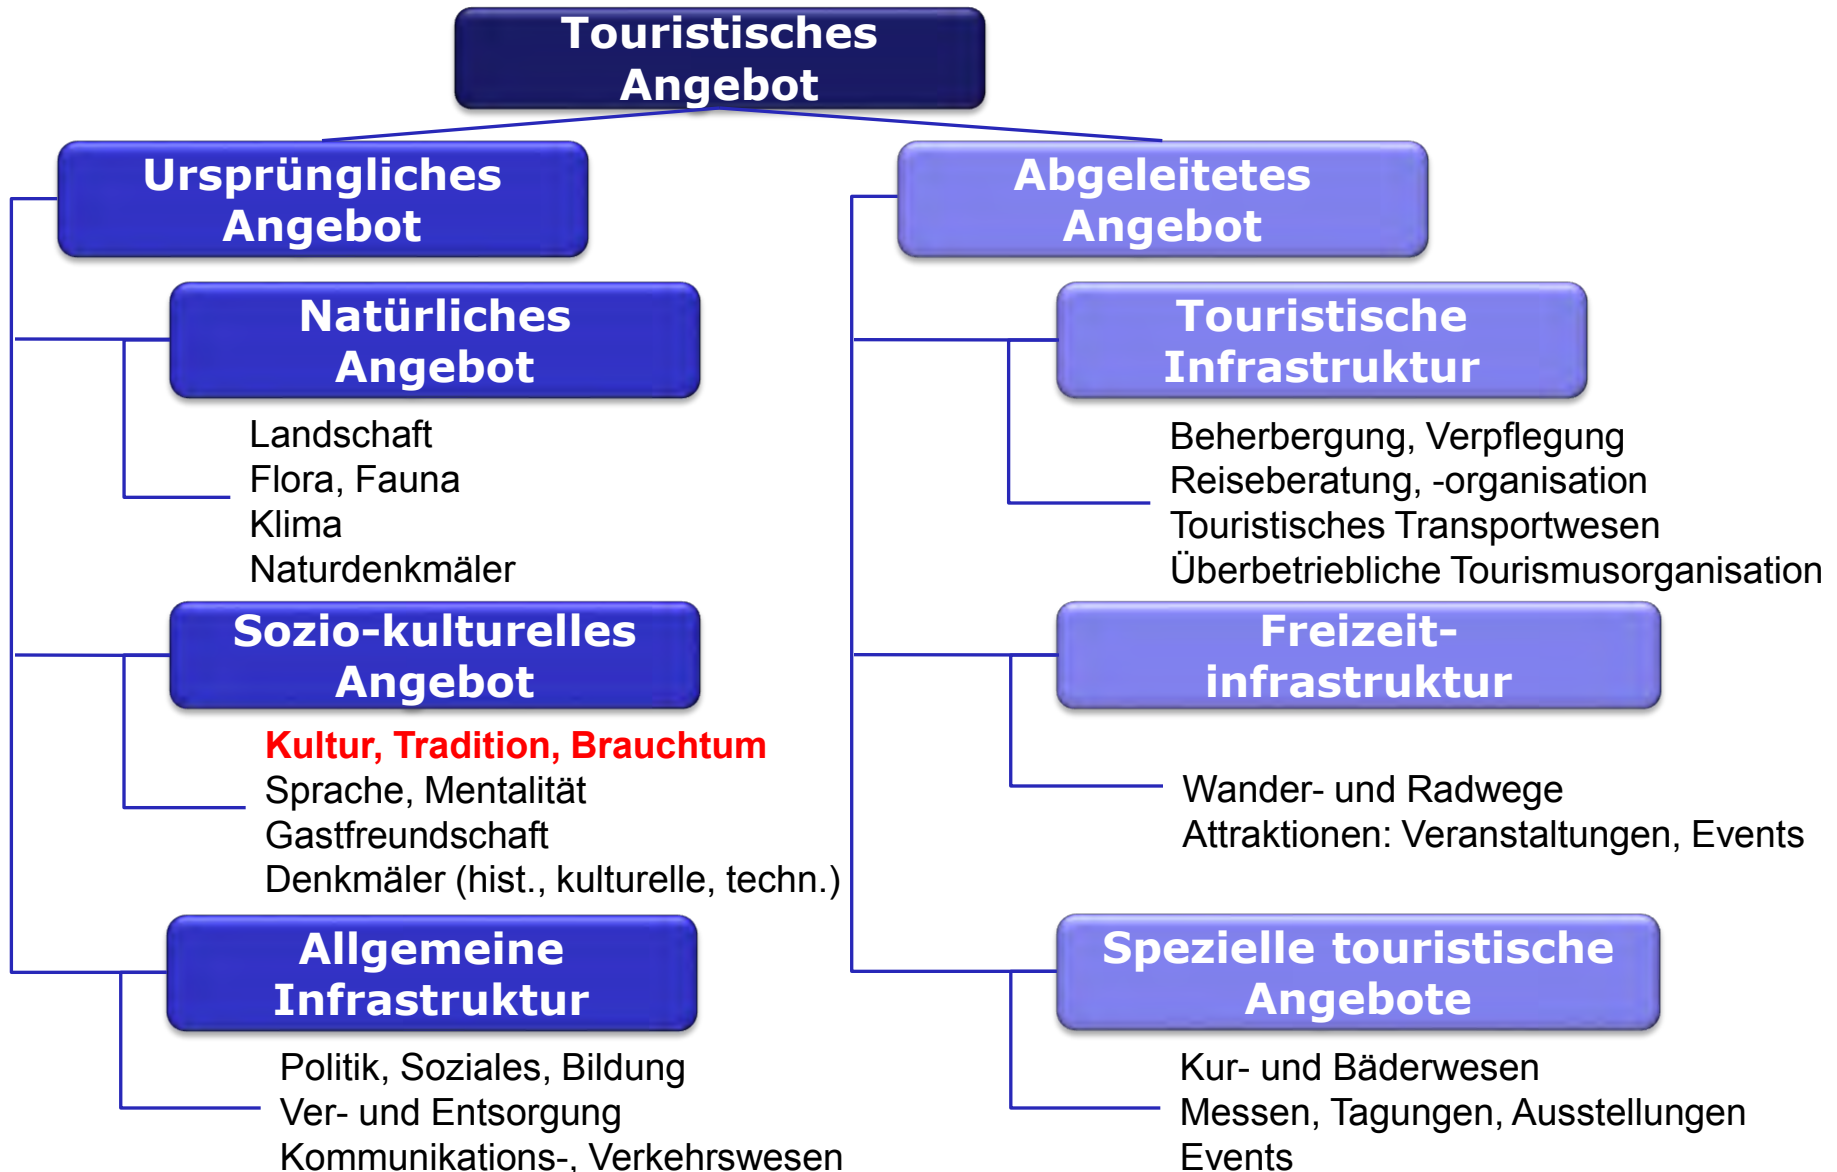 Touristisches
Angebot
Ursprüngliches
Angebot
Natürliches
Angebot
Landschaft
Flora, Fauna
Klima
Naturdenkmäler
Sozio-kulturelles
Angebot
Kultur, Tradition, Brauchtum
Sprache, Mentalität
Gastfreundschaft
Denkmäler (hist., kulturelle, techn.)
Allgemeine
Infrastruktur
Politik, Soziales, Bildung
Ver- und Entsorgung
Kommunikations-, Verkehrswesen
Abgeleitetes
Angebot
Touristische
Infrastruktur
Beherbergung, Verpflegung
Reiseberatung, -organisation
Touristisches Transportwesen
Überbetriebliche Tourismusorganisation
Freizeit-
infrastruktur
Wander- und Radwege
Attraktionen: Veranstaltungen, Events
Spezielle touristische
Angebote
Kur- und Bäderwesen
Messen, Tagungen, Ausstellungen
Events